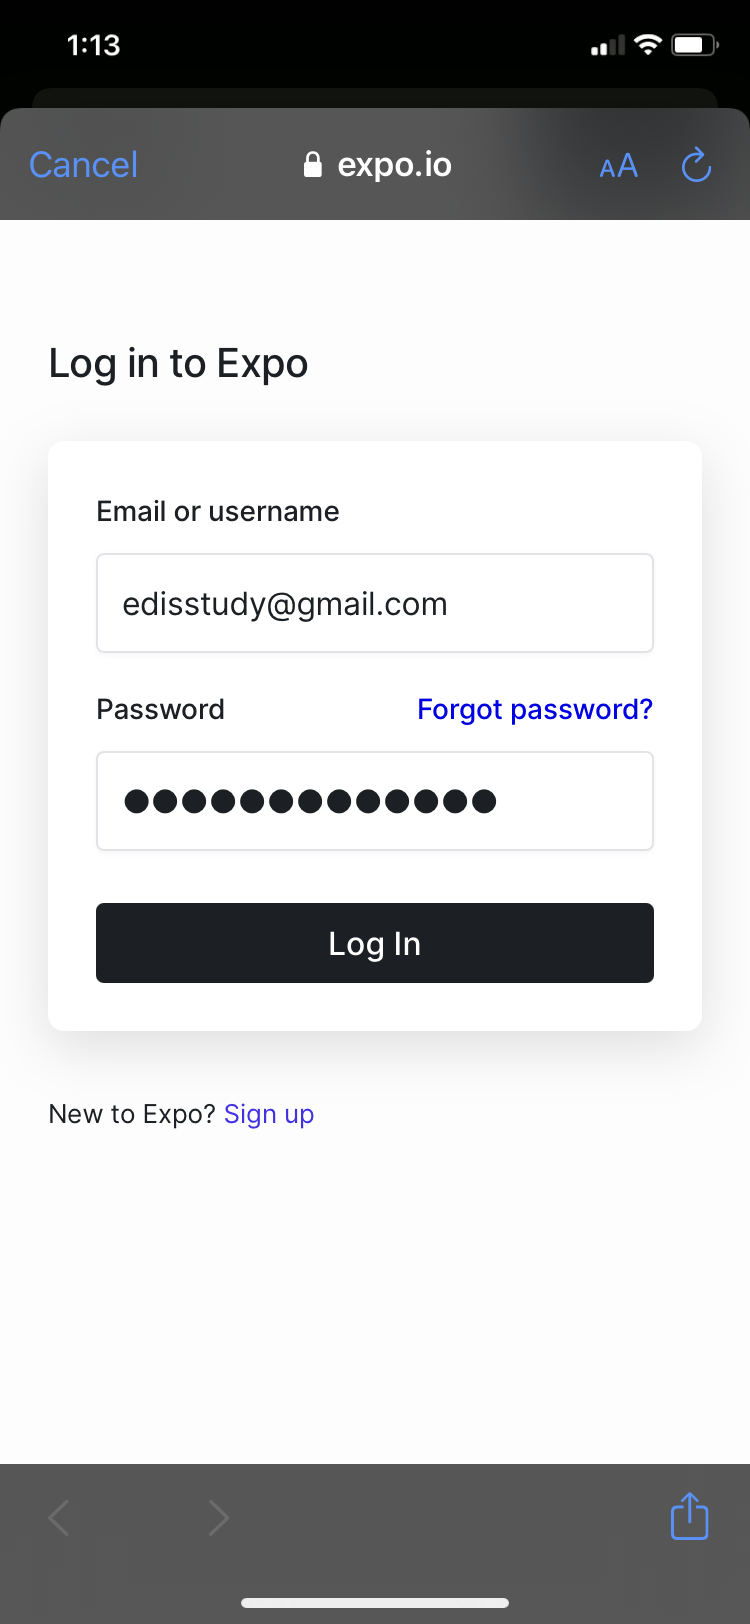 1:13
Cancel
expo.io
AA
Log in to Expo
Email or username
edisstudy@gmail.com
Password
Forgot password?
●●●●●●●●●●●●●
Log In
New to Expo? Sign up